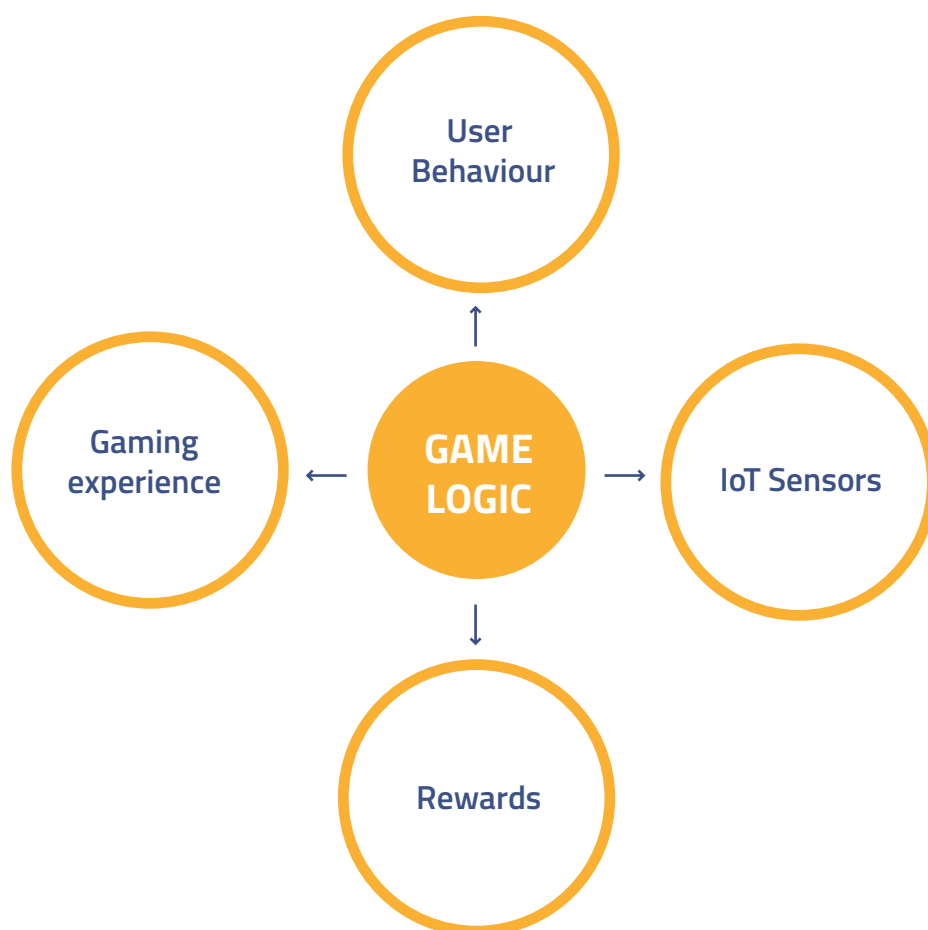 User
Behaviour
Gaming
experience
GAME
LOGIC
IoT Sensors
Rewards